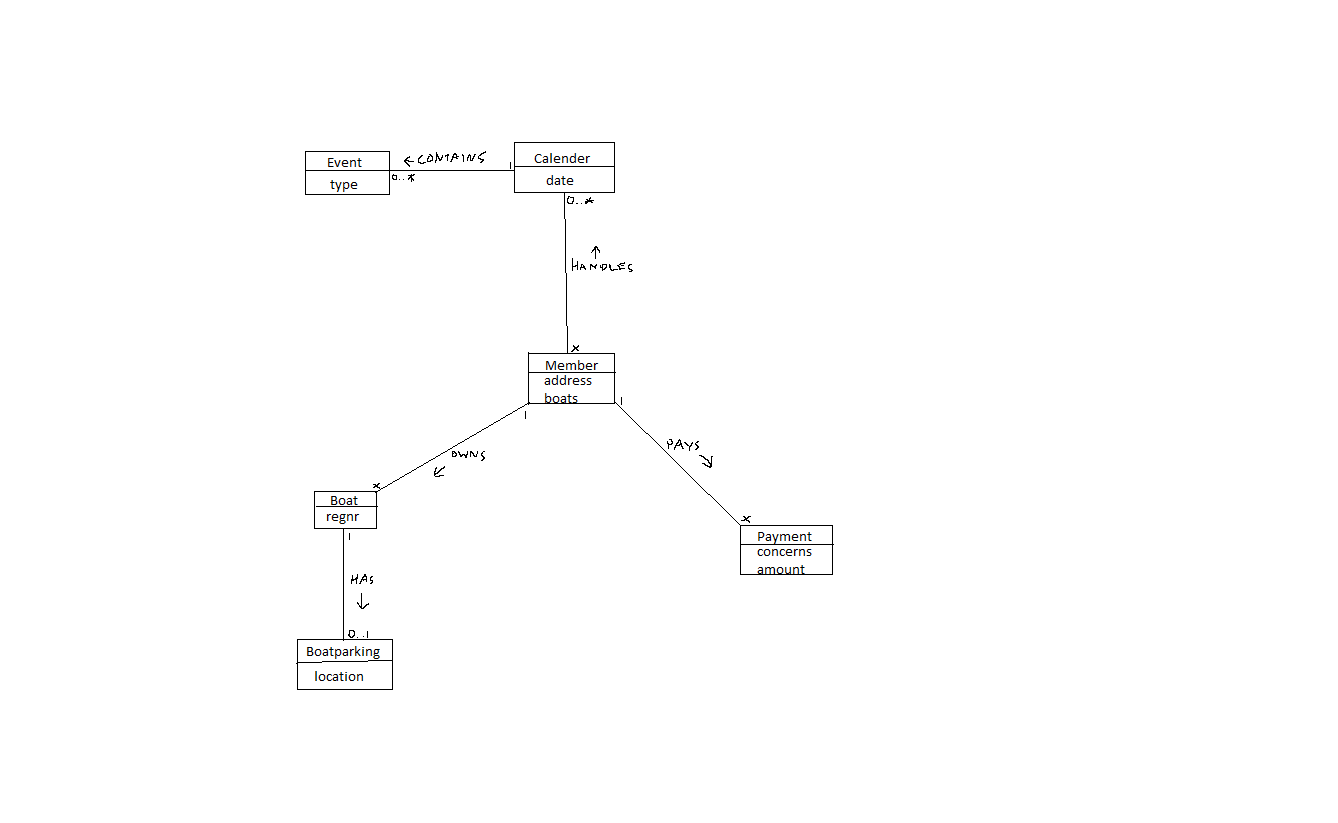 Event
type
← CONTAINS
0..*
1
Calender
date
0..*
↑
HANDLES
*
Member
address
boats
1
1
OWNS
↙
*
PAYS
↘
*
Boat
regnr
1
HAS
↓
0..1
Boatparking
location
Payment
concerns
amount